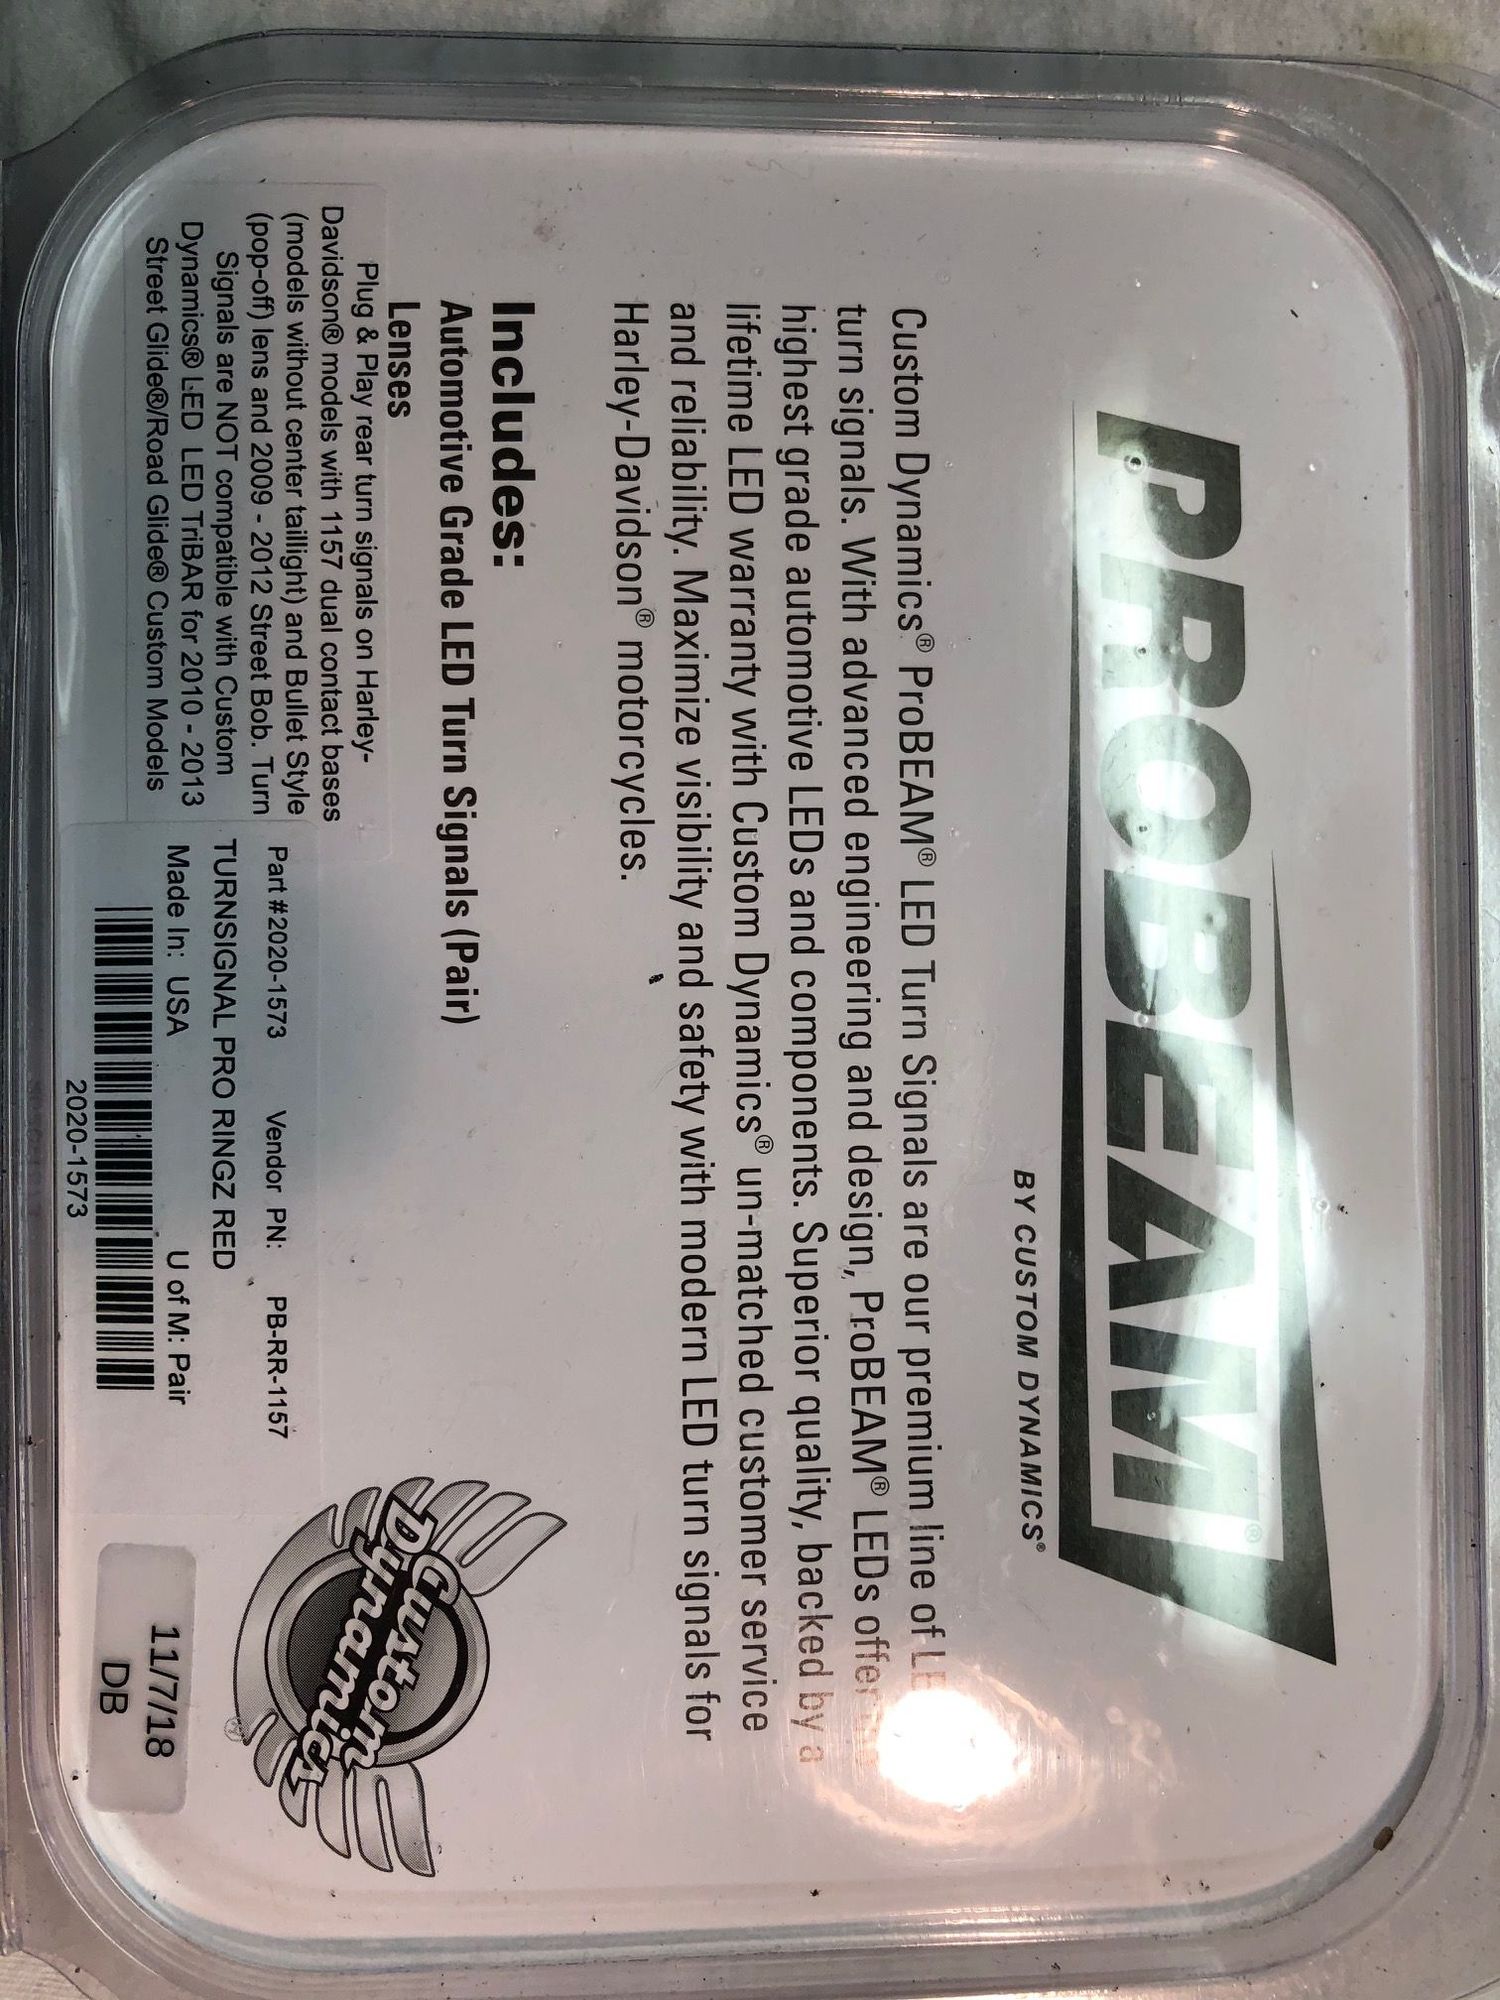 PROBEAM®
BY CUSTOM DYNAMICS®
Custom Dynamics® ProBEAM® LED Turn Signals are our premium line of
turn signals. With advanced engineering and design, ProBEAM® LEDs offer
highest grade automotive LEDs and components. Superior quality, backed by a
lifetime LED warranty with Custom Dynamics® un-matched customer service
and reliability. Maximize visibility and safety with modern LED turn signals for
Harley-Davidson® motorcycles.
Includes:
Automotive Grade LED Turn Signals (Pair)
Lenses
Plug & Play rear turn signals on Harley-
Davidson® models with 1157 dual contact bases
(models without center taillight) and Bullet Style
(pop-off) lens and 2009 - 2012 Street Bob. Turn
Signals are NOT compatible with Custom
Dynamics® LED LED TriBAR for 2010 - 2013
Street Glide®/Road Glide® Custom Models
Part #2020-1573 Vendor PN: PB-RR-1157
TURNSIGNAL PRO RINGZ RED
Made In: USA U of M: Pair
2020-1573
Custom
Dynamics
®
11/7/18
DB